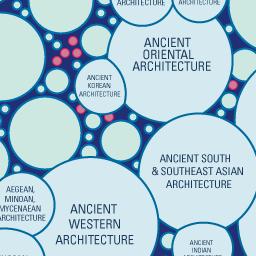 ARCHITECTURE
ARCHITECTURE
ANCIENT
ORIENTAL
ARCHITECTURE
ANCIENT
KOREAN
ARCHITECTURE
ANCIENT SOUTH
& SOUTHEAST ASIAN
ARCHITECTURE
AEGEAN,
MINOAN,
MYCENAEAN
ARCHITECTURE
ANCIENT
WESTERN
ARCHITECTURE
ANCIENT
INDIAN